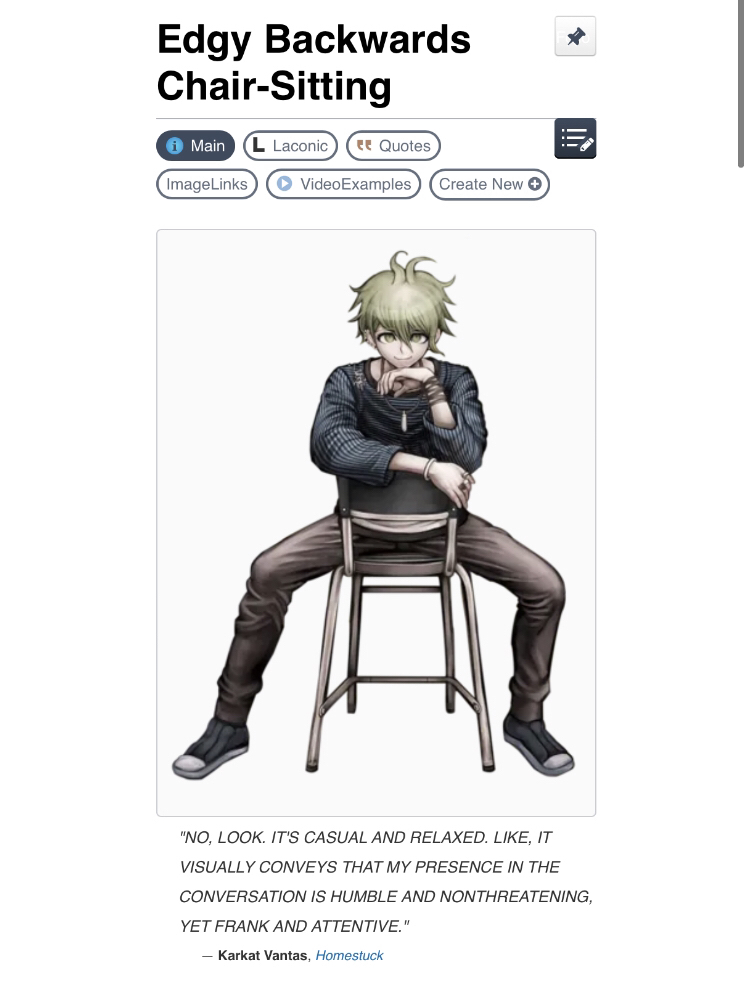 Edgy Backwards
Chair-Sitting
Main
Laconic
Quotes
ImageLinks
VideoExamples
Create New
"NO, LOOK. IT'S CASUAL AND RELAXED. LIKE, IT
VISUALLY CONVEYS THAT MY PRESENCE IN THE
CONVERSATION IS HUMBLE AND NONTHREATENING,
YET FRANK AND ATTENTIVE."
— Karkat Vantas, Homestuck